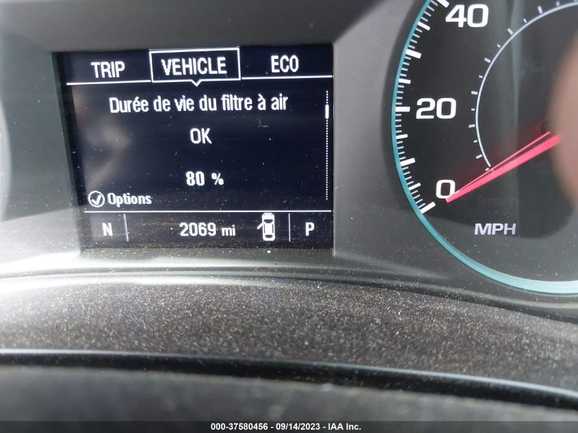 TRIP VEHICLE ECO
Durée de vie du filtre à air
OK
80 %
Options
N 2069 mi P
40
20
0
MPH
000-37580456 - 09/14/2023 - IAA Inc.